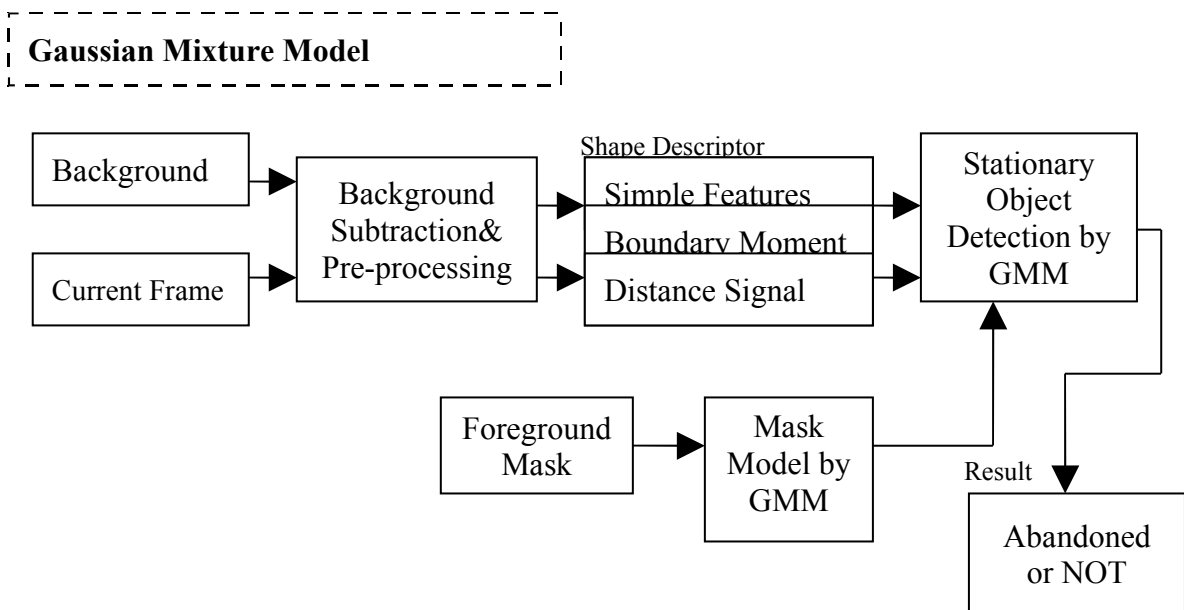 Gaussian Mixture Model
Background
Current Frame
Background
Subtraction&
Pre-processing
Shape Descriptor
Simple Features
Boundary Moment
Distance Signal
Stationary
Object
Detection by
GMM
Foreground
Mask
Mask
Model by
GMM
Result
Abandoned
or NOT